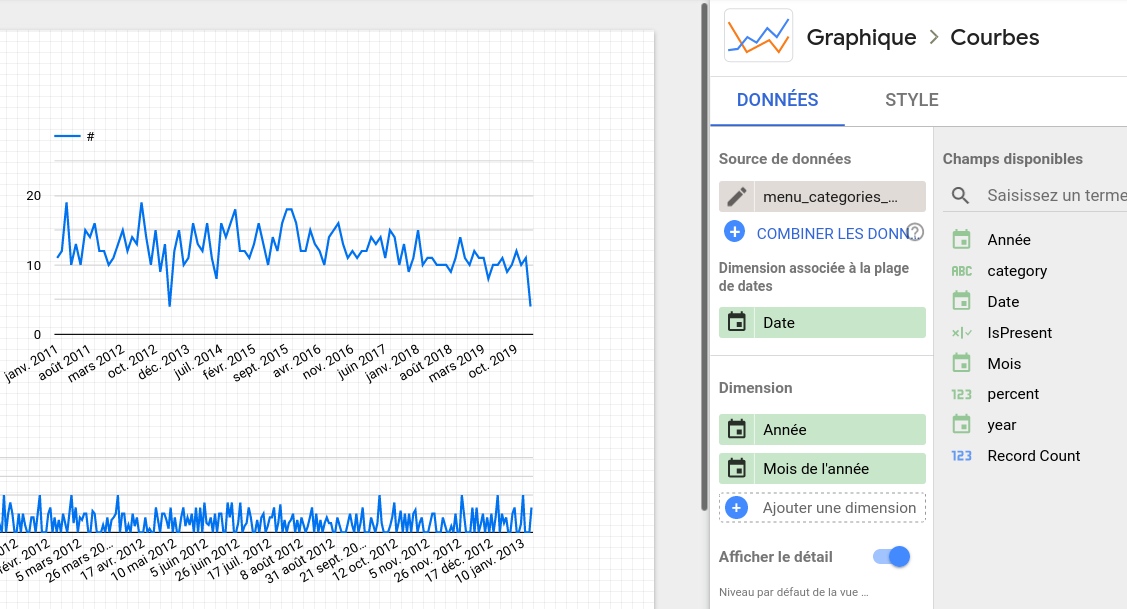 Graphique > Courbes
DONNÉES STYLE
#
20
10
0
janv. 2011 août 2011 mars 2012 oct. 2012 déc. 2013 juil. 2014 févr. 2015 sept. 2015 avr. 2016 nov. 2016 juin 2017 janv. 2018 août 2018 mars 2019 oct. 2019
févr. 2012 5 mars 2012 26 mars 20... 17 avr. 2012 10 mai 2012 5 juin 2012 26 juin 2012 17 juil. 2012 8 août 2012 31 août 2012 21 sept. 20... 12 oct. 2012 5 nov. 2012 26 nov. 2012 17 déc. 2012 10 janv. 2013
Source de données
menu_categories_...
COMBINER LES DONN
Dimension associée à la plage
de dates
Date
Dimension
Année
Mois de l'année
Ajouter une dimension
Afficher le détail
Niveau par défaut de la vue ...
Champs disponibles
Saisissez un terme
Année
ABC category
Date
IsPresent
Mois
123 percent
year
123 Record Count